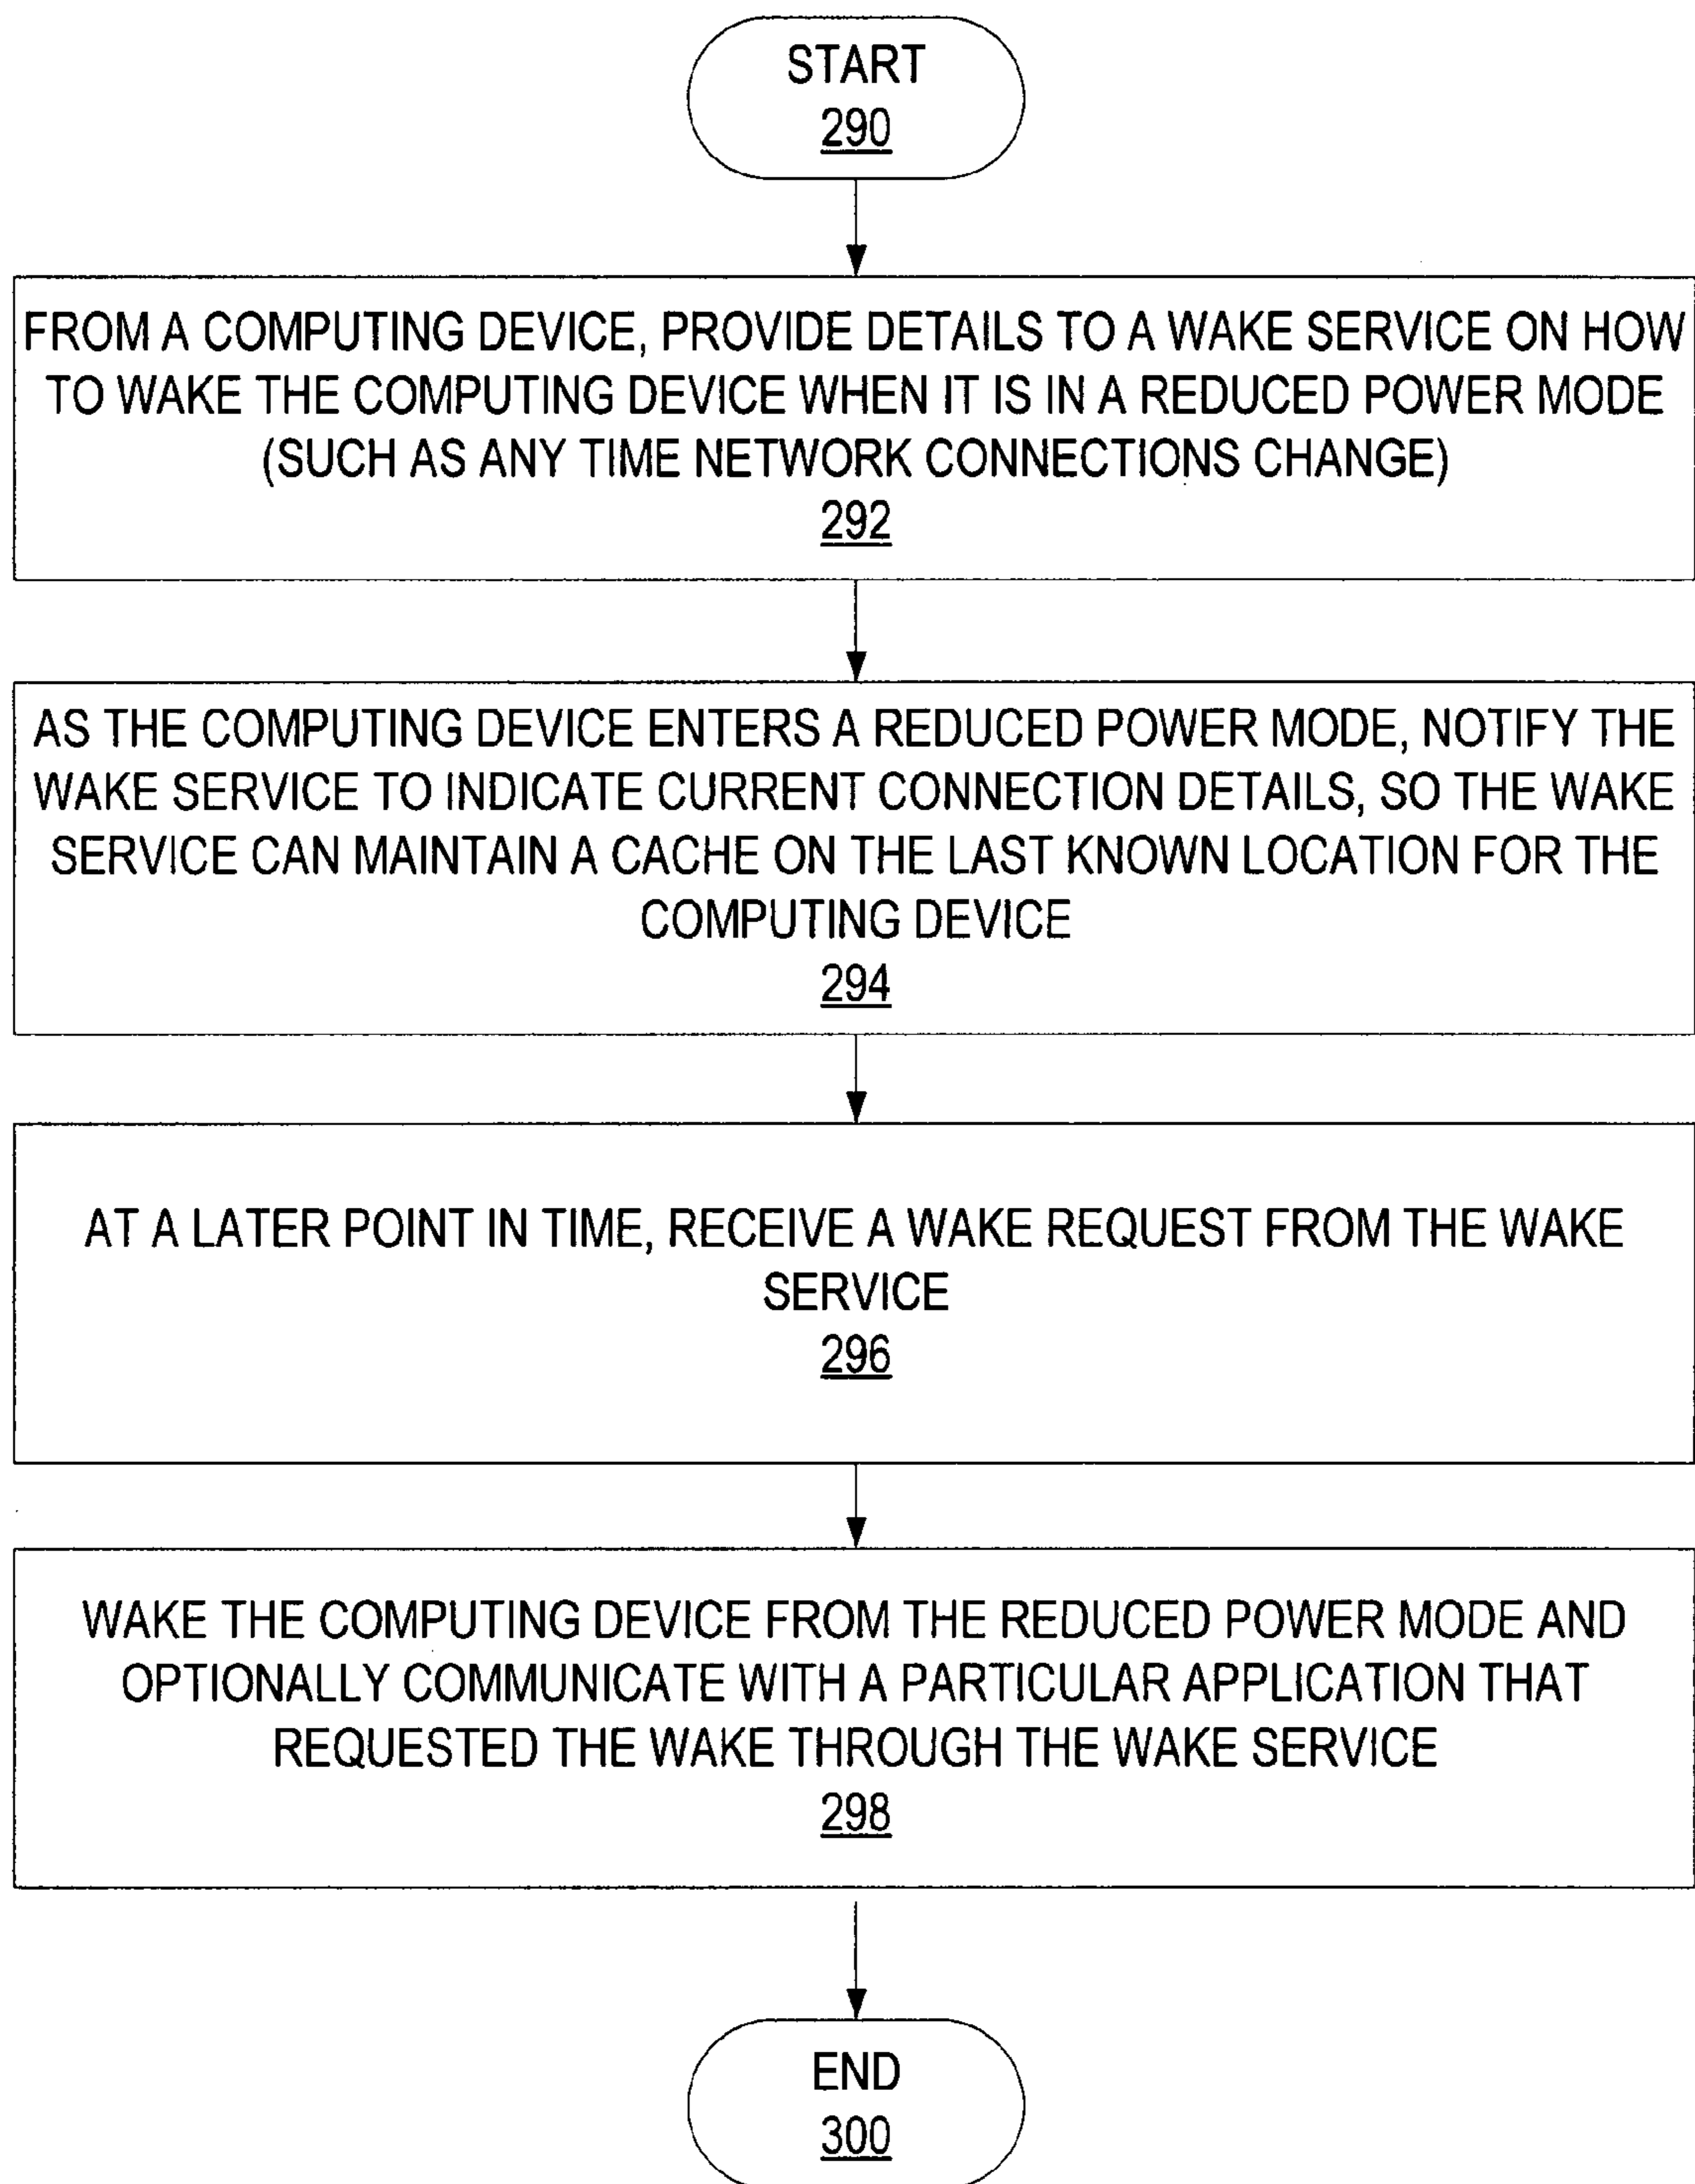 START
290
FROM A COMPUTING DEVICE, PROVIDE DETAILS TO A WAKE SERVICE ON HOW
TO WAKE THE COMPUTING DEVICE WHEN IT IS IN A REDUCED POWER MODE
(SUCH AS ANY TIME NETWORK CONNECTIONS CHANGE)
292
AS THE COMPUTING DEVICE ENTERS A REDUCED POWER MODE, NOTIFY THE
WAKE SERVICE TO INDICATE CURRENT CONNECTION DETAILS, SO THE WAKE
SERVICE CAN MAINTAIN A CACHE ON THE LAST KNOWN LOCATION FOR THE
COMPUTING DEVICE
294
AT A LATER POINT IN TIME, RECEIVE A WAKE REQUEST FROM THE WAKE
SERVICE
296
WAKE THE COMPUTING DEVICE FROM THE REDUCED POWER MODE AND
OPTIONALLY COMMUNICATE WITH A PARTICULAR APPLICATION THAT
REQUESTED THE WAKE THROUGH THE WAKE SERVICE
298
END
300